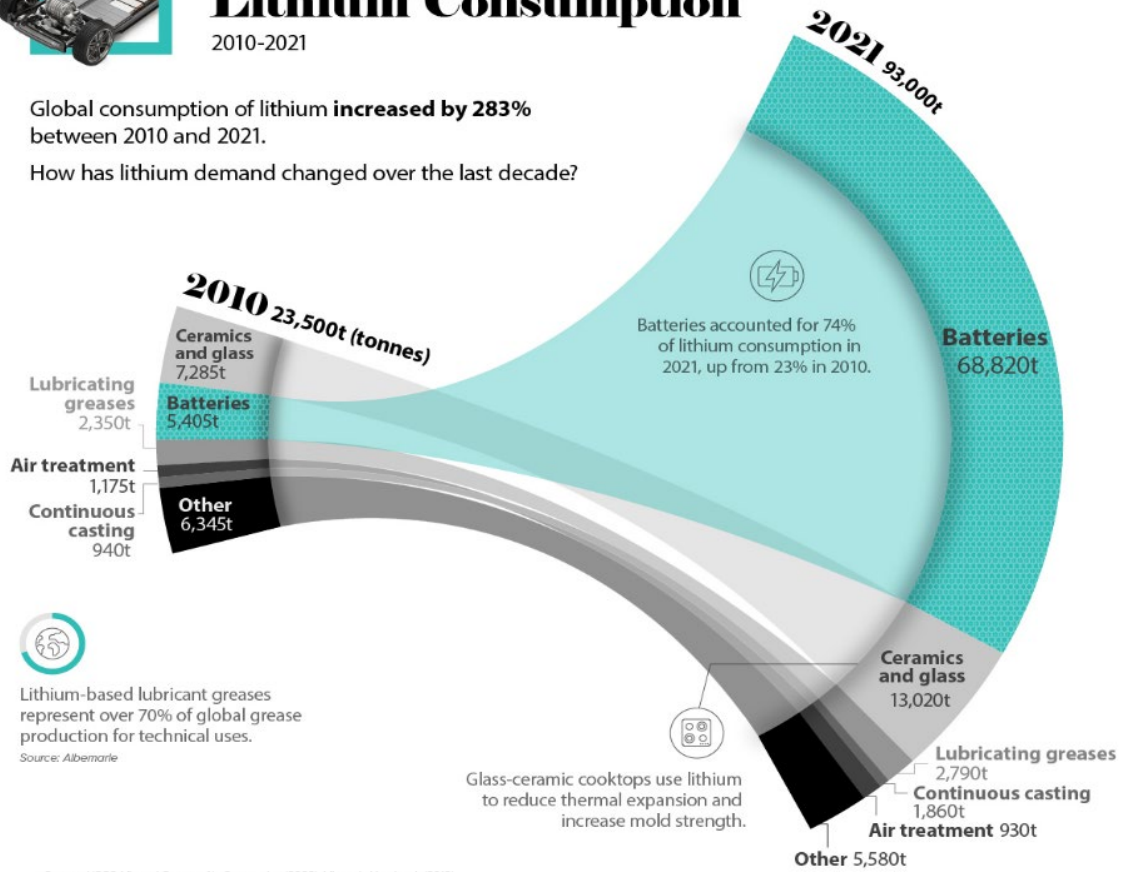 Lithium Consumption
2010-2021
Global consumption of lithium increased by 283%
between 2010 and 2021.
How has lithium demand changed over the last decade?
2010 23,500t (tonnes)
Ceramics
and glass
7,285t
Lubricating
greases
2,350t
Batteries
5,405t
Air treatment
1,175t
Continuous
casting
940t
Other
6,345t
2021 93,000t
Batteries accounted for 74%
of lithium consumption in
2021, up from 23% in 2010.
Batteries
68,820t
Ceramics
and glass
13,020t
Lubricating greases
2,790t
Continuous casting
1,860t
Air treatment 930t
Other 5,580t
Lithium-based lubricant greases
represent over 70% of global grease
production for technical uses.
Source: Albemarle
Glass-ceramic cooktops use lithium
to reduce thermal expansion and
increase mold strength.